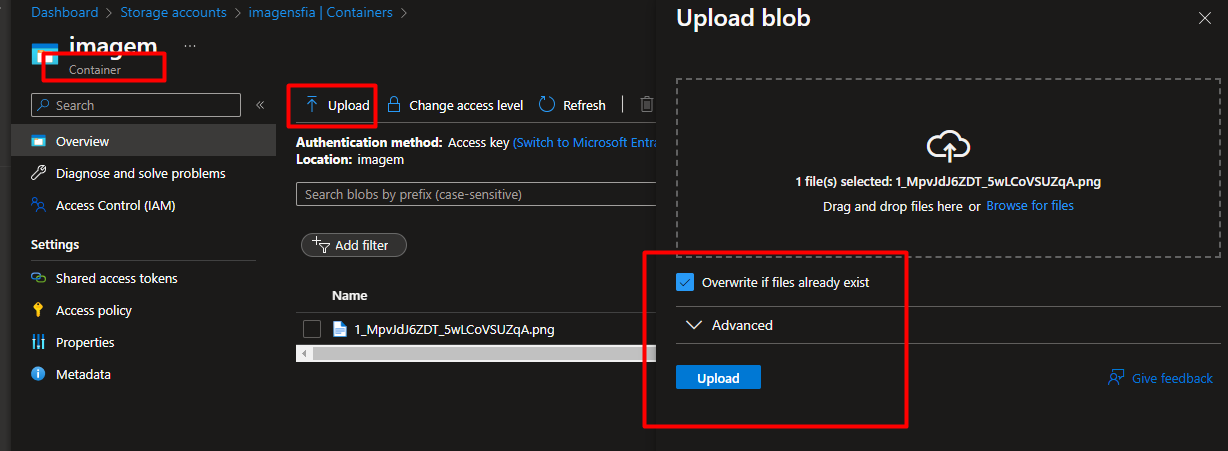 Dashboard > Storage accounts > imagensfia | Containers >
imagem ...
Container
Search
«
Overview
Diagnose and solve problems
Access Control (IAM)
Settings
Shared access tokens
Access policy
Properties
Metadata
Upload
Change access level
Refresh
Authentication method: Access key (Switch to Microsoft Entra
Location: imagem
Search blobs by prefix (case-sensitive)
Add filter
Name
1_MpvJdJ6ZDT_5wLCoVSUZqA.png
Upload blob
1 file(s) selected: 1_MpvJdJ6ZDT_5wLCoVSUZqA.png
Drag and drop files here or Browse for files
Overwrite if files already exist
Advanced
Upload
Give feedback